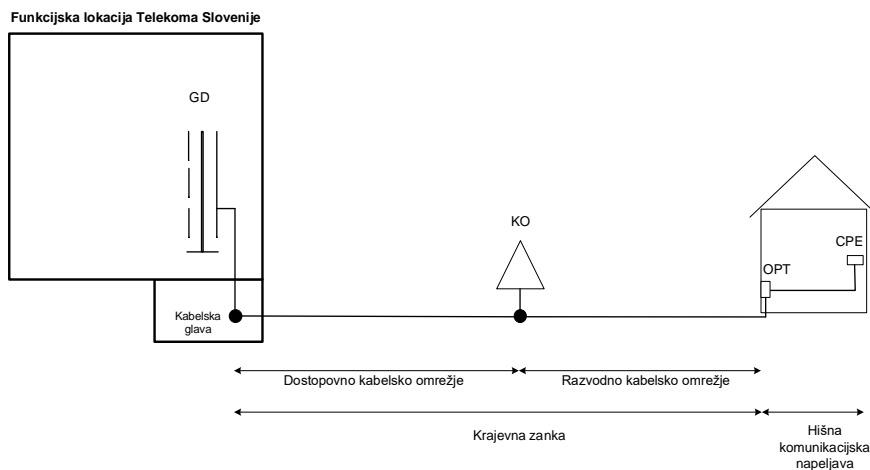 Funkcijska lokacija Telekoma Slovenije
GD
KO
CPE
OPT
Kabelska
glava
Dostopovno kabelsko omrežje
Razvodno kabelsko omrežje
Krajevna zanka
Hišna
komunikacijska
napeljava